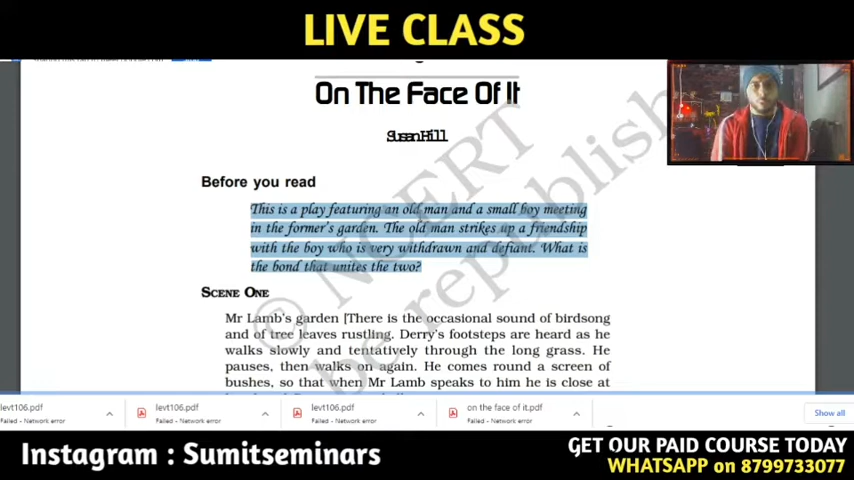 LIVE CLASS
On The Face Of It
Susan Hill
Before you read
This is a play featuring an old man and a small boy meeting
in the former's garden. The old man strikes up a friendship
with the boy who is very withdrawn and defiant. What is
the bond that unites the two?
SCENE ONE
Mr Lamb's garden [There is the occasional sound of birdsong
and of tree leaves rustling. Derry's footsteps are heard as he
walks slowly and tentatively through the long grass. He
pauses, then walks on again. He comes round a screen of
bushes, so that when Mr Lamb speaks to him he is close at
© NCERT
be republish
levt106.pdf
Failed - Network error
levt106.pdf
Failed - Network error
levt106.pdf
Failed - Network error
on the face of it.pdf
Failed - Network error
Show all
Instagram : Sumitseminars
GET OUR PAID COURSE TODAY
WHATSAPP on 8799733077